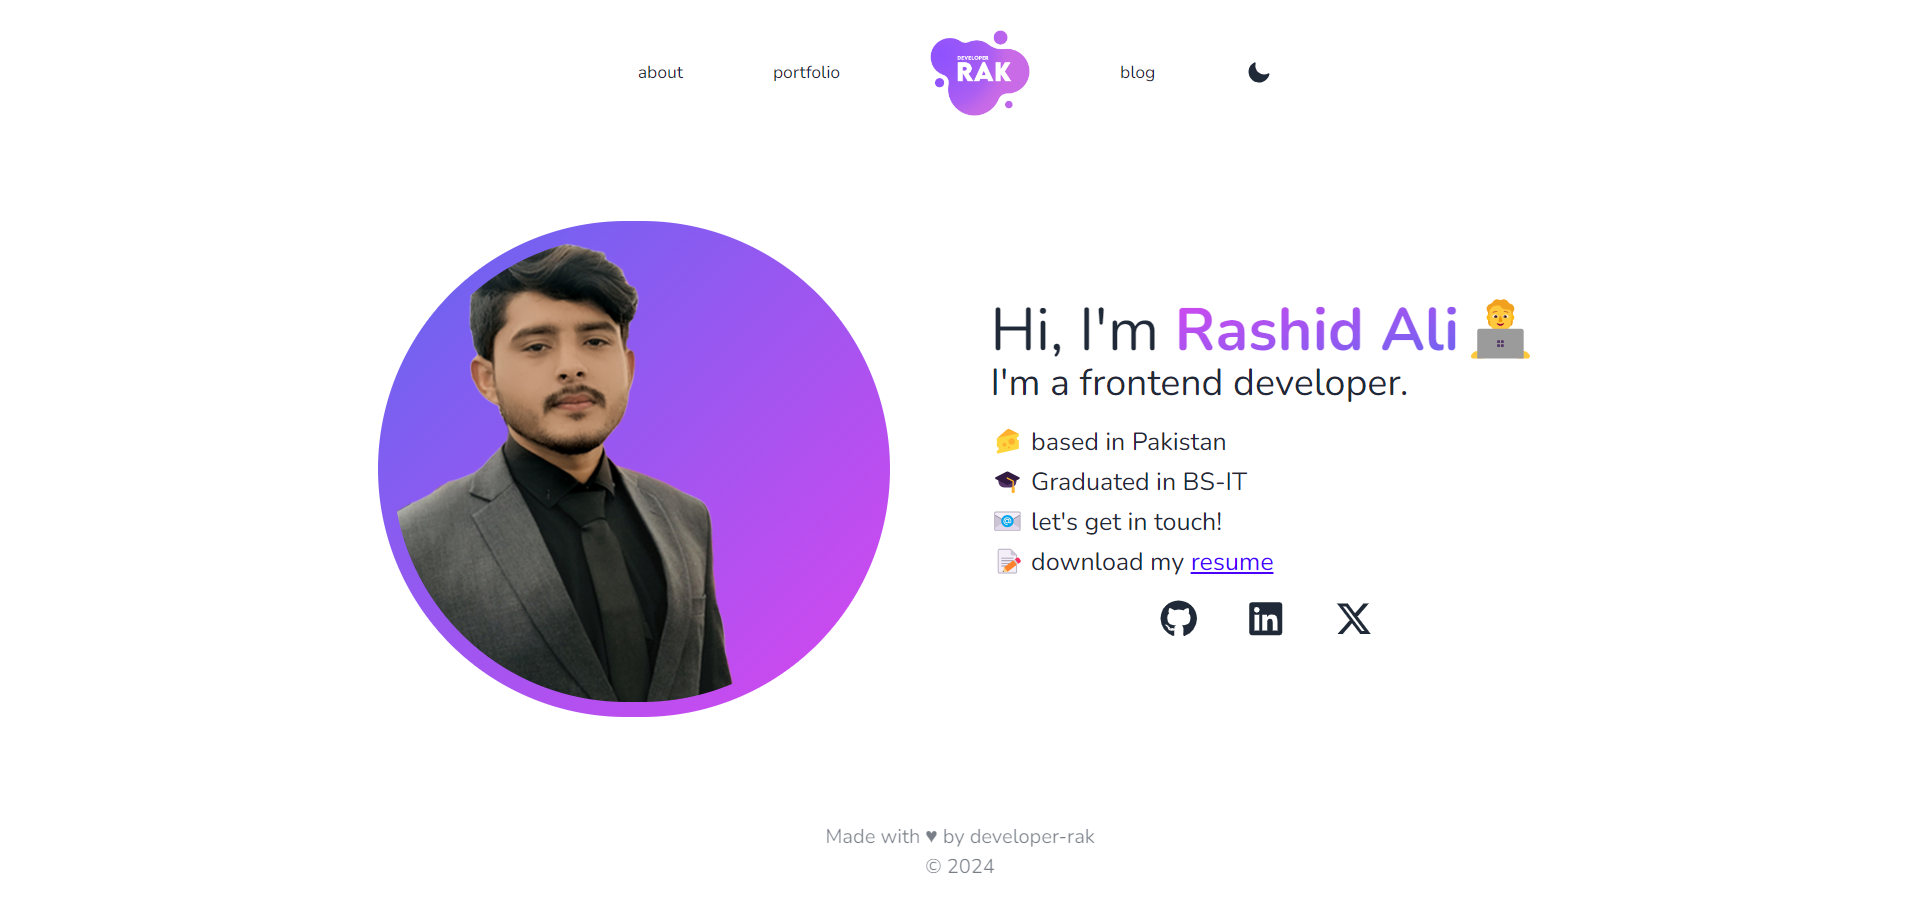 about
portfolio
DEVELOPER
RAK
blog
Hi, I'm Rashid Ali
I'm a frontend developer.
based in Pakistan
Graduated in BS-IT
let's get in touch!
download my resume
in
Made with ♥ by developer-rak
© 2024